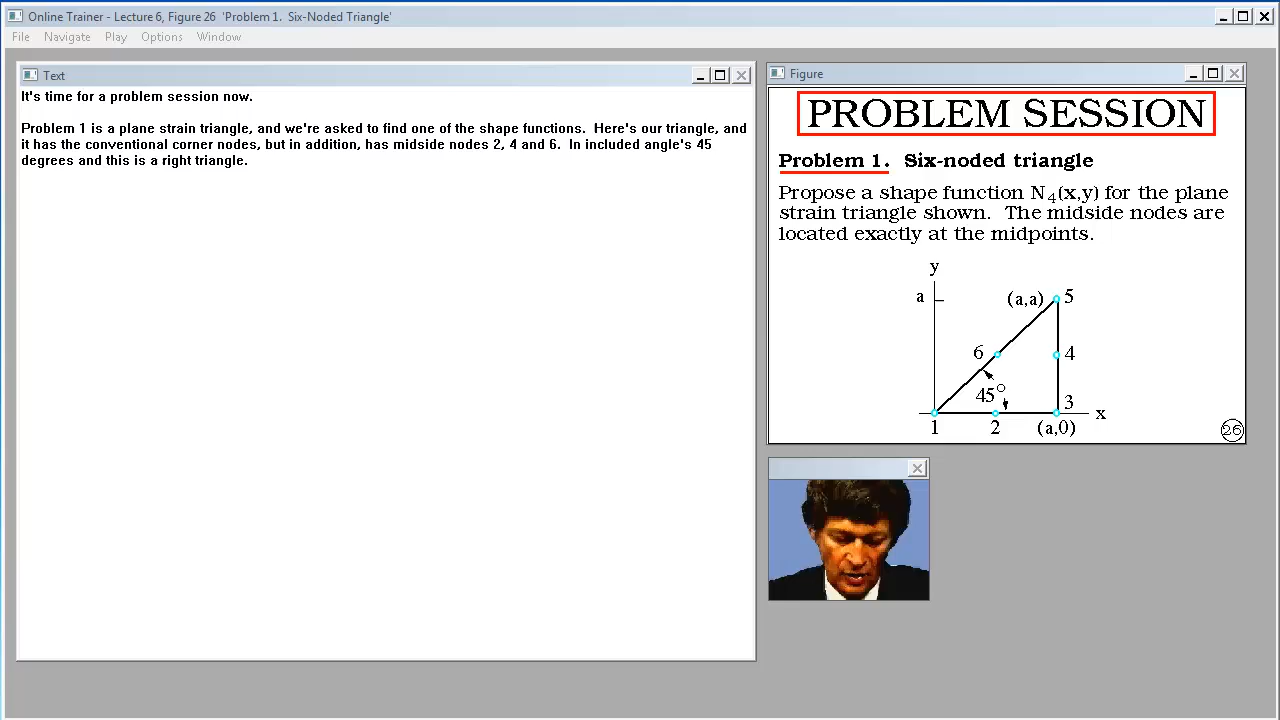 Online Trainer - Lecture 6, Figure 26 'Problem 1. Six-Noded Triangle'
File Navigate Play Options Window
Text
It's time for a problem session now.
Problem 1 is a plane strain triangle, and we're asked to find one of the shape functions. Here's our triangle, and
it has the conventional corner nodes, but in addition, has midside nodes 2, 4 and 6. In included angle's 45
degrees and this is a right triangle.
Figure
PROBLEM SESSION
Problem 1. Six-noded triangle
Propose a shape function N₄(x,y) for the plane
strain triangle shown. The midside nodes are
located exactly at the midpoints.
y
a (a,a) 5
6 4
45°
3
x
1 2 (a,0)
26